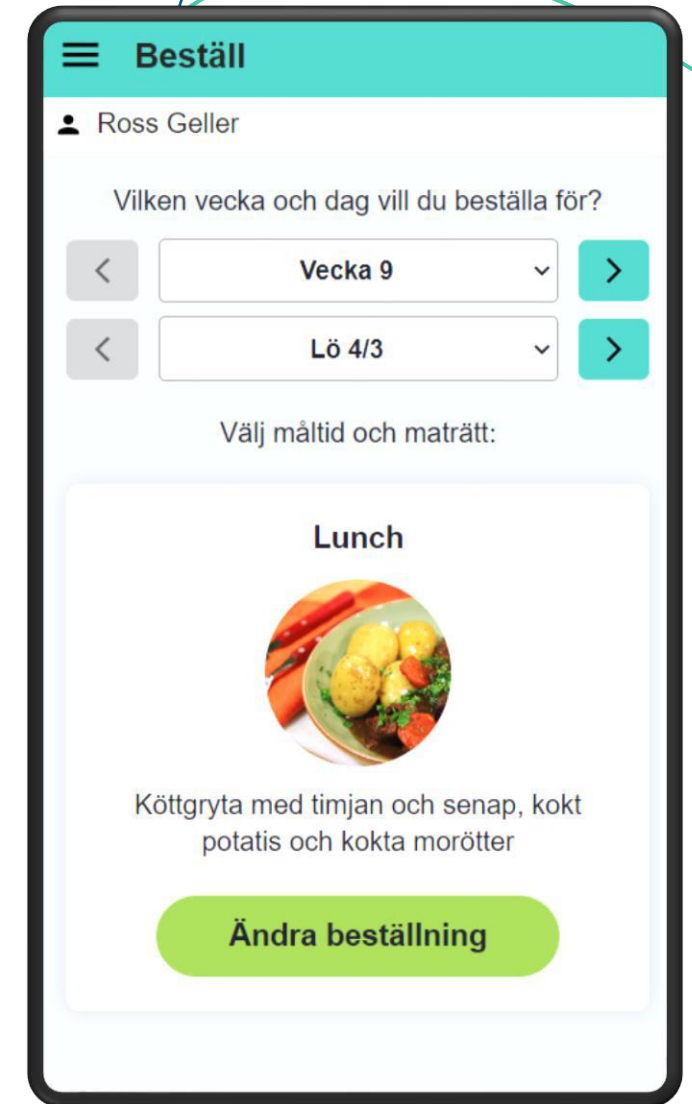 Beställ
Ross Geller
Vilken vecka och dag vill du beställa för?
Vecka 9
Lö 4/3
Välj måltid och maträtt:
Lunch
Köttgryta med timjan och senap, kokt
potatis och kokta morötter
Ändra beställning